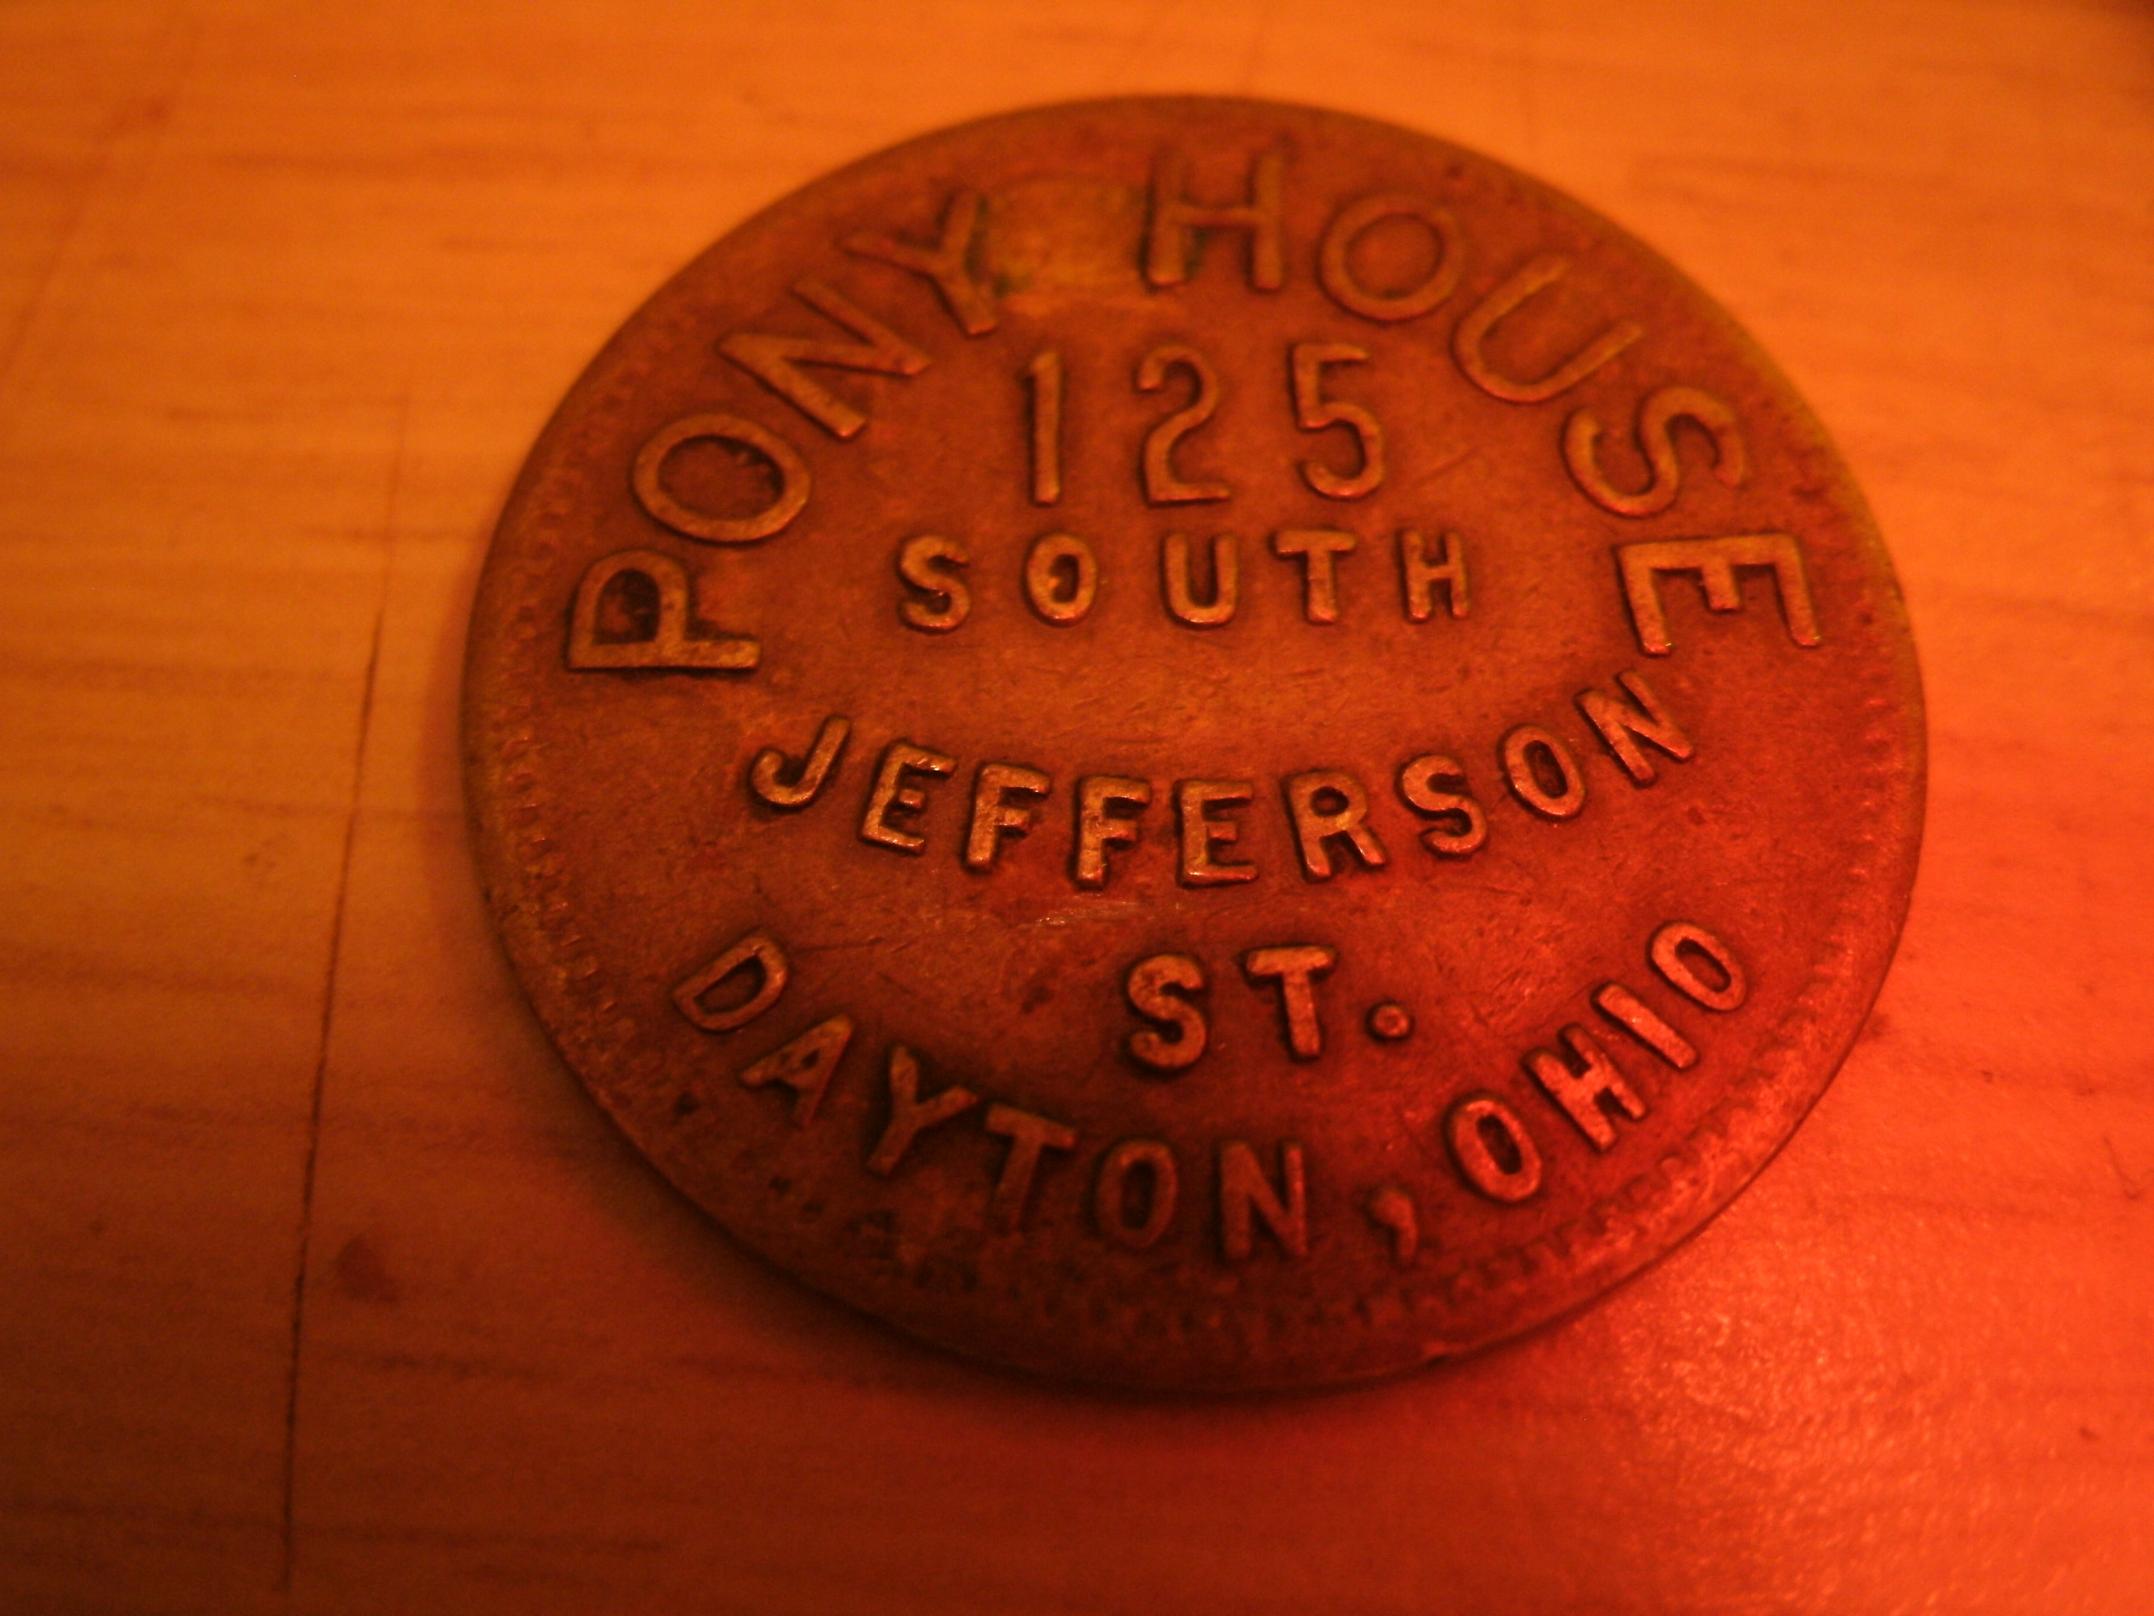 PONY HOUSE
125
SOUTH
JEFFERSON
ST.
DAYTON, OHIO